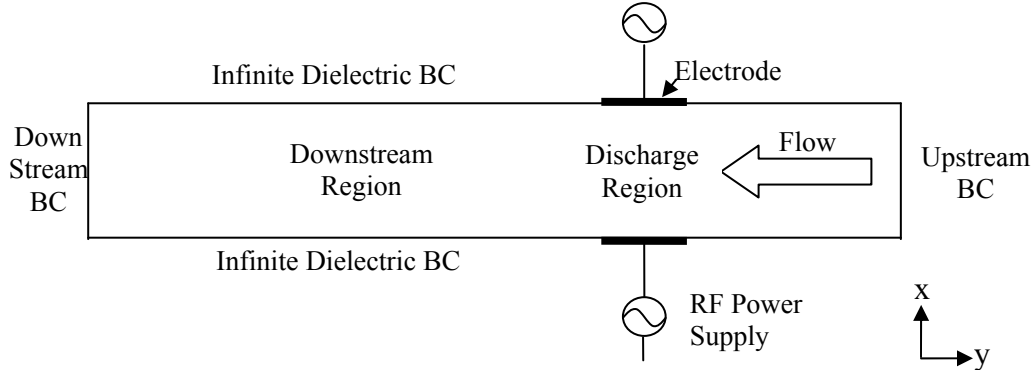 Infinite Dielectric BC
Electrode
Down
Stream
BC
Downstream
Region
Discharge
Region
Flow
Upstream
BC
Infinite Dielectric BC
RF Power
Supply
x
y